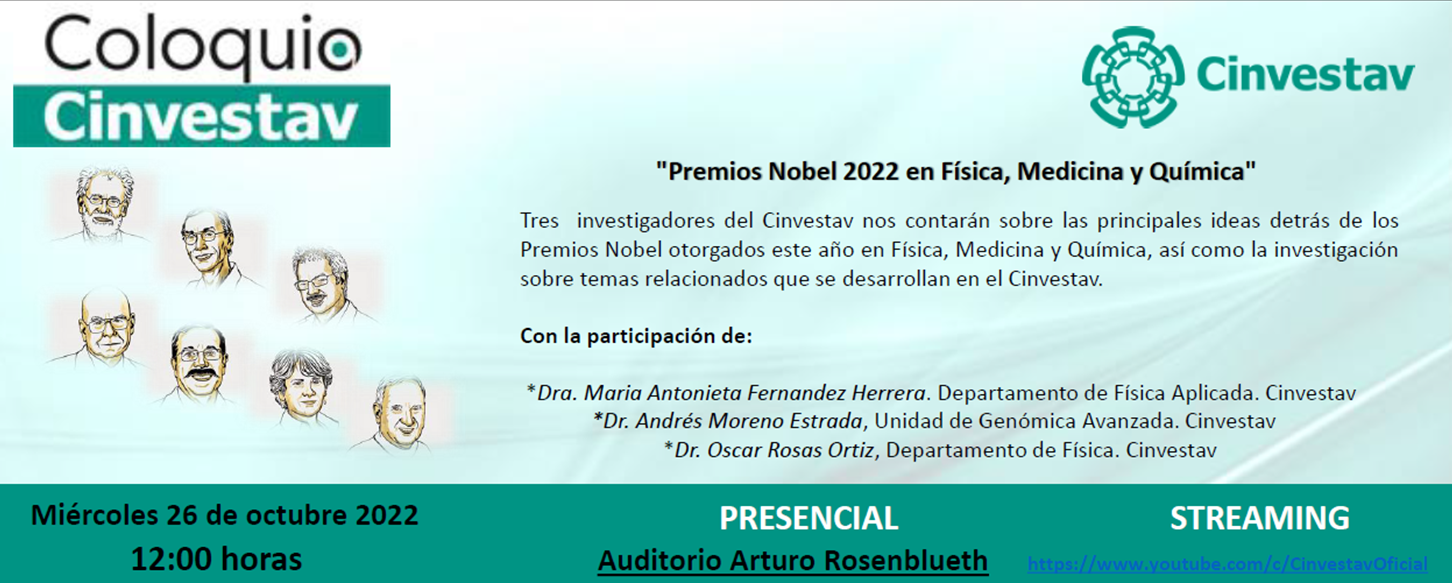 Coloquio
Cinvestav
Cinvestav
"Premios Nobel 2022 en Física, Medicina y Química"
Tres investigadores del Cinvestav nos contarán sobre las principales ideas detrás de los
Premios Nobel otorgados este año en Física, Medicina y Química, así como la investigación
sobre temas relacionados que se desarrollan en el Cinvestav.
Con la participación de:
*Dra. Maria Antonieta Fernandez Herrera. Departamento de Física Aplicada. Cinvestav
*Dr. Andrés Moreno Estrada, Unidad de Genómica Avanzada. Cinvestav
*Dr. Oscar Rosas Ortiz, Departamento de Física. Cinvestav
Miércoles 26 de octubre 2022
12:00 horas
PRESENCIAL
Auditorio Arturo Rosenblueth
STREAMING
https://www.youtube.com/c/CinvestavOficial